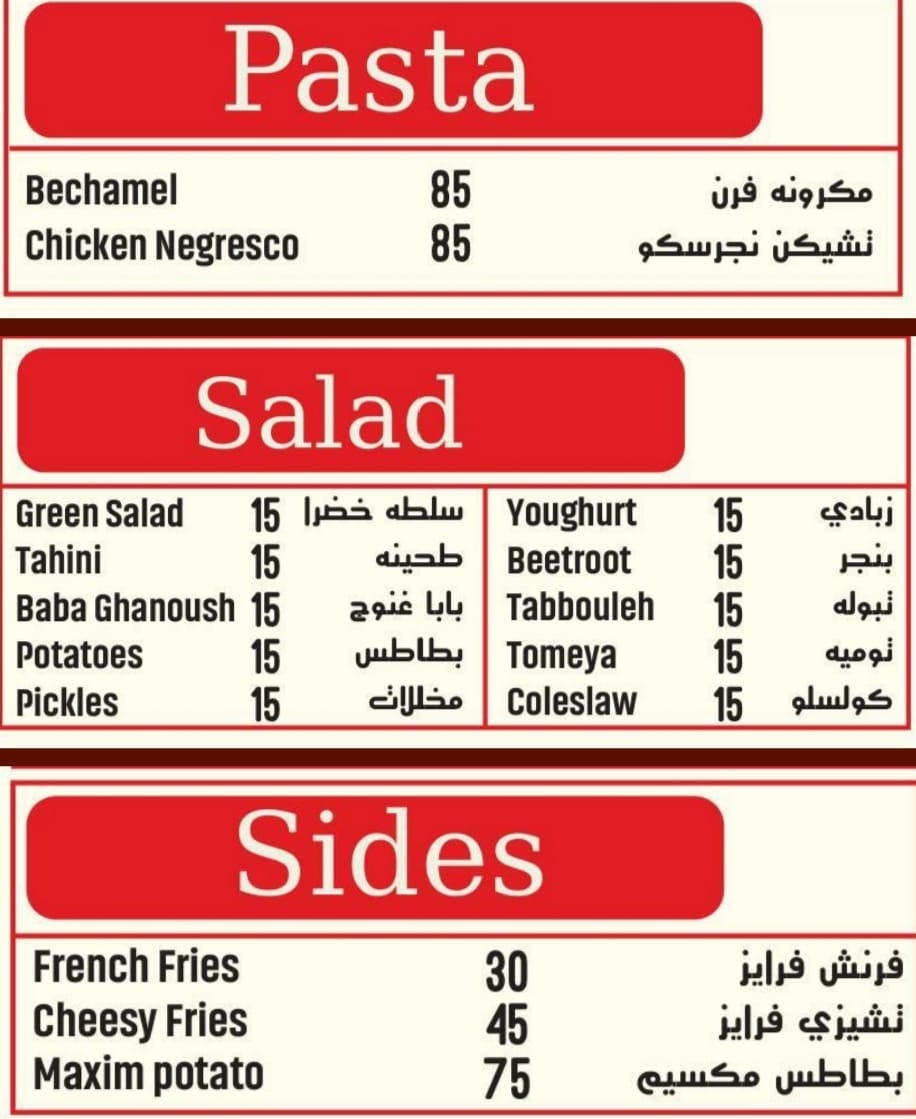 Pasta
Bechamel 85 مكرونه فرن
Chicken Negresco 85 تشيكن نجرسكو
Salad
Green Salad 15 سلطه خضرا
Tahini 15 طحينه
Baba Ghanoush 15 بابا غنوج
Potatoes 15 بطاطس
Pickles 15 مخللات
Youghurt 15 زبادي
Beetroot 15 بنجر
Tabbouleh 15 تبوله
Tomeya 15 توميه
Coleslaw 15 كولسلو
Sides
French Fries 30 فرنش فرايز
Cheesy Fries 45 تشيزي فرايز
Maxim potato 75 بطاطس مكسيم